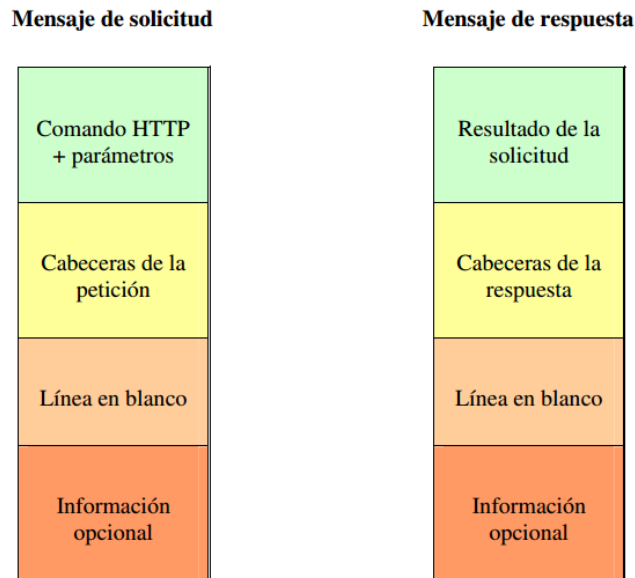 Mensaje de solicitud
Comando HTTP
+ parámetros
Cabeceras de la
petición
Línea en blanco
Información
opcional
Mensaje de respuesta
Resultado de la
solicitud
Cabeceras de la
respuesta
Línea en blanco
Información
opcional